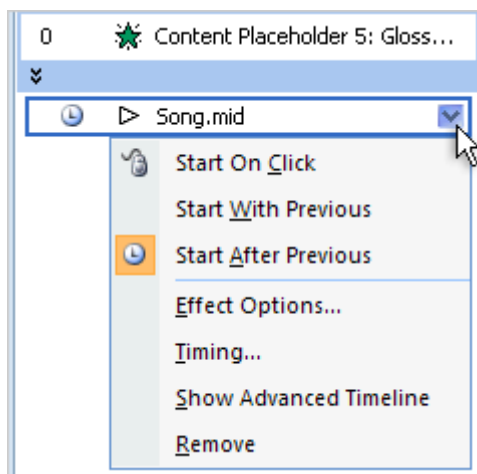 0 Content Placeholder 5: Gloss...
Song.mid
Start On Click
Start With Previous
Start After Previous
Effect Options...
Timing...
Show Advanced Timeline
Remove